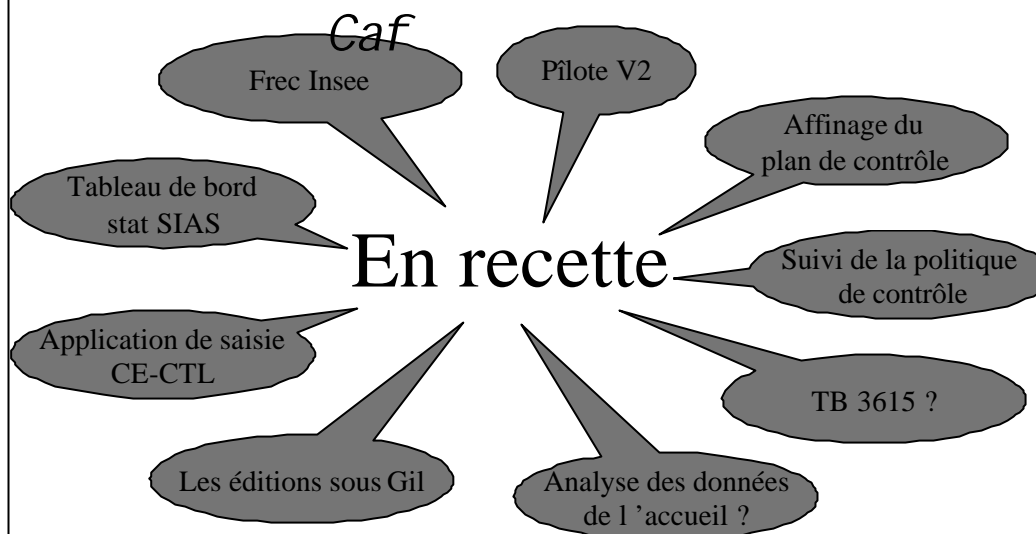 Caf
Frec Insee
Pîlote V2
Affinage du
plan de contrôle
Tableau de bord
stat SIAS
En recette
Suivi de la politique
de contrôle
Application de saisie
CE-CTL
TB 3615 ?
Les éditions sous Gil
Analyse des données
de l ’accueil ?